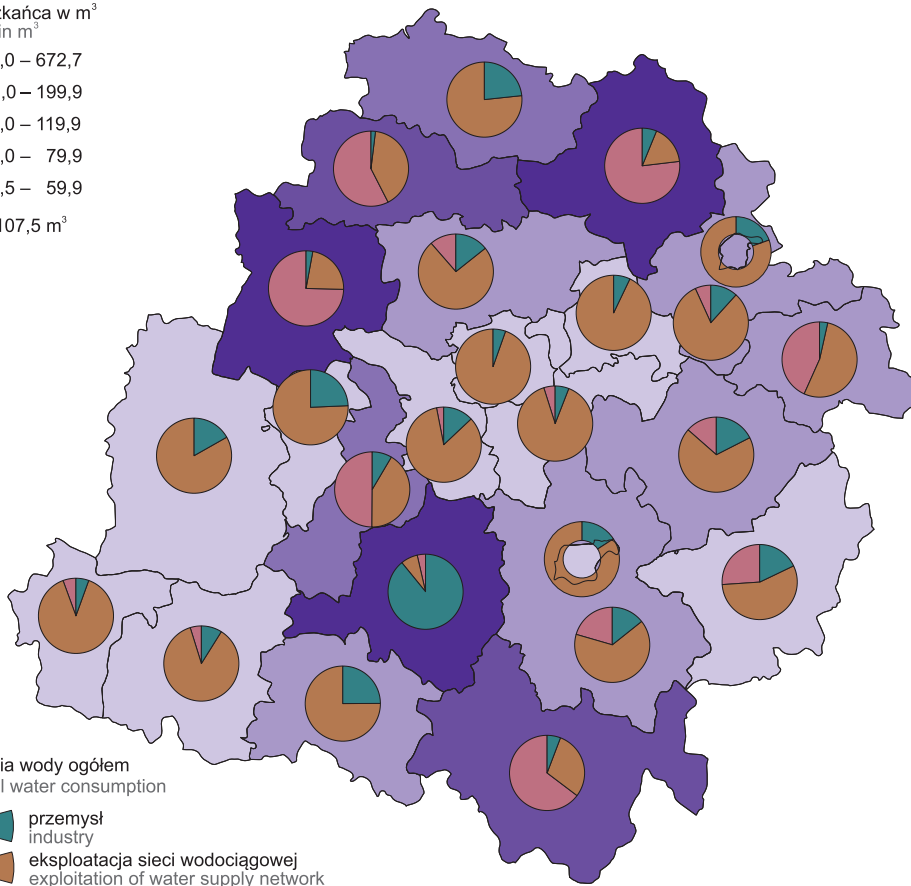 zkańca w m³
in m³
,0 – 672,7
,0 – 199,9
,0 – 119,9
,0 – 79,9
,5 – 59,9
107,5 m³
ia wody ogółem
l water consumption
przemysł
industry
eksploatacja sieci wodociągowej
exploitation of water supply network